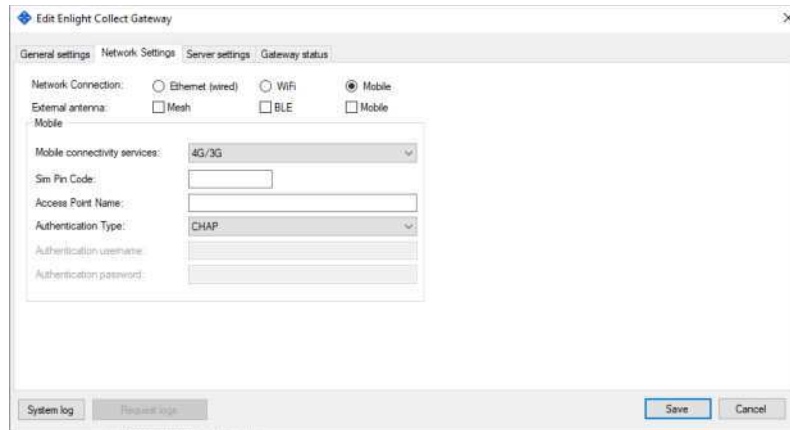 Edit Enlight Collect Gateway
General settings Network Settings Server settings Gateway status
Network Connection: Ethernet (wired) WiFi Mobile
External antenna: Mesh BLE Mobile
Mobile
Mobile connectivity services: 4G/3G
Sim Pin Code:
Access Point Name:
Authentication Type: CHAP
Authentication username:
Authentication password:
System log Request logs Save Cancel